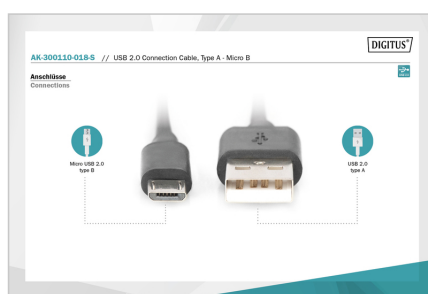 DIGITUS®
AK-300110-018-S // USB 2.0 Connection Cable, Type A - Micro B
Anschlüsse
Connections
Micro USB 2.0
type B
USB 2.0
type A